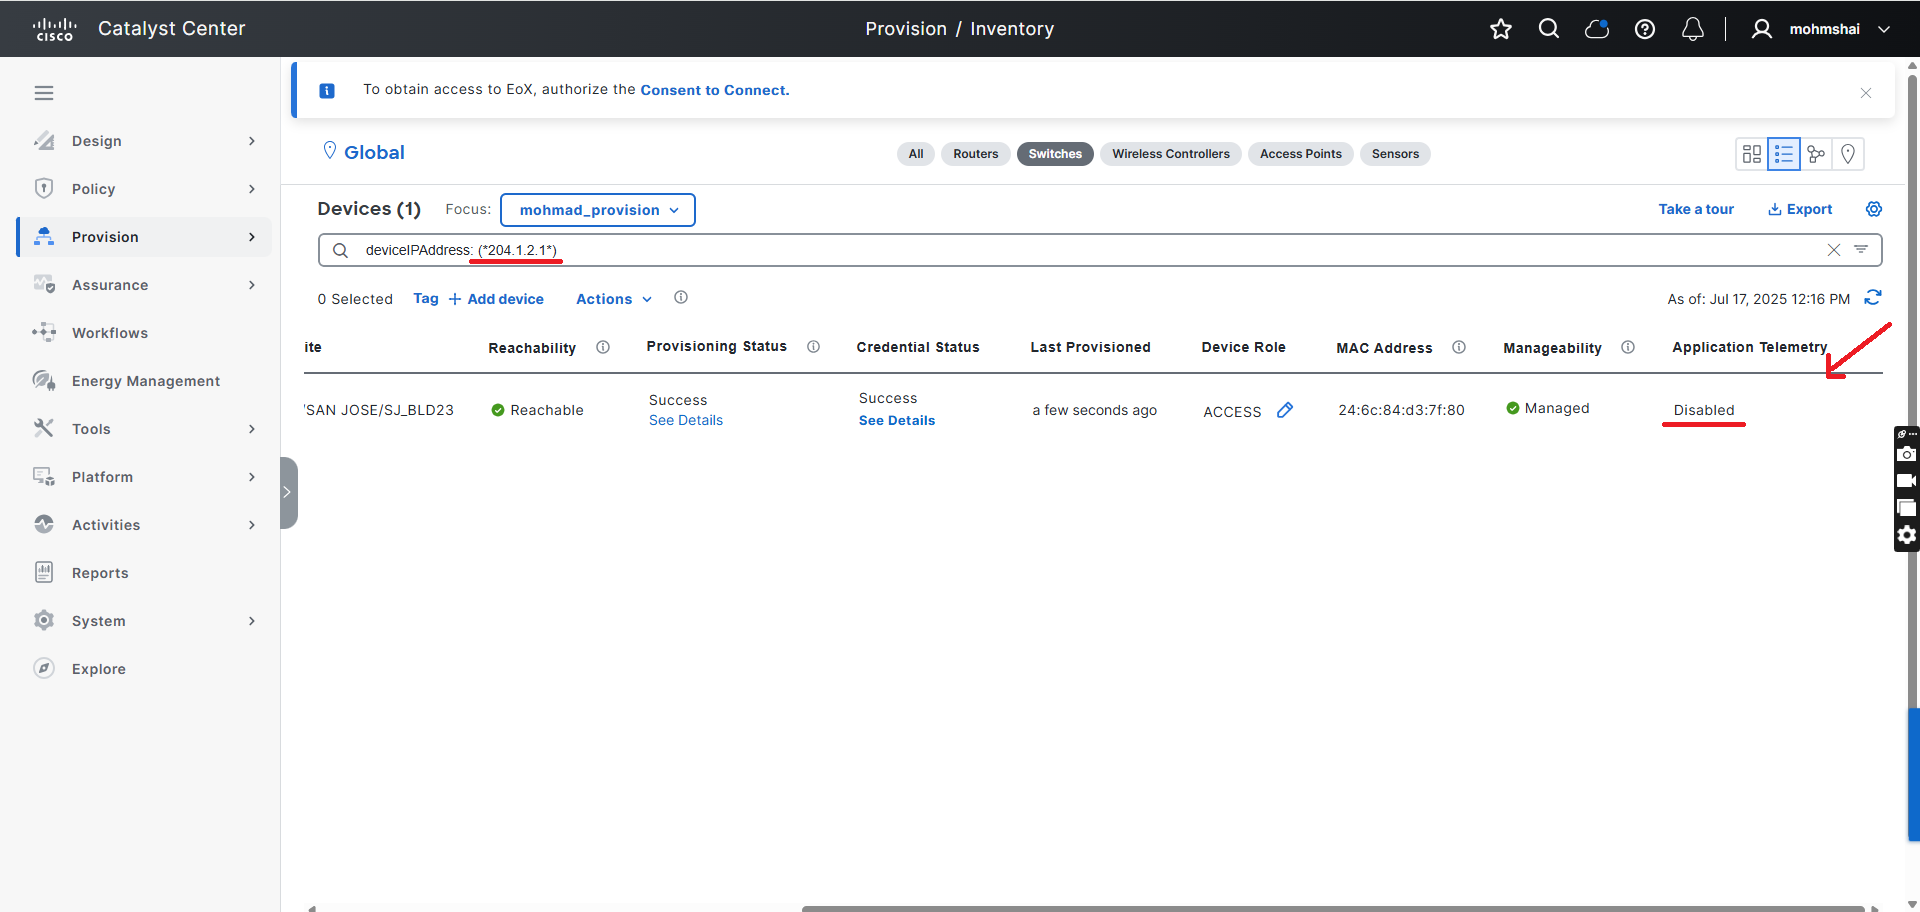 CISCO
Catalyst Center
Provision / Inventory
mohmshai
Design
Policy
Provision
Assurance
Workflows
Energy Management
Tools
Platform
Activities
Reports
System
Explore
To obtain access to EoX, authorize the Consent to Connect.
Global
All
Routers
Switches
Wireless Controllers
Access Points
Sensors
Devices (1)
Focus:
mohmad_provision
Take a tour
Export
deviceIPAddress: (*204.1.2.1*)
0 Selected
Tag
Add device
Actions
As of: Jul 17, 2025 12:16 PM
ite
Reachability
Provisioning Status
Credential Status
Last Provisioned
Device Role
MAC Address
Manageability
Application Telemetry
/SAN JOSE/SJ_BLD23
Reachable
Success
See Details
Success
See Details
a few seconds ago
ACCESS
24:6c:84:d3:7f:80
Managed
Disabled